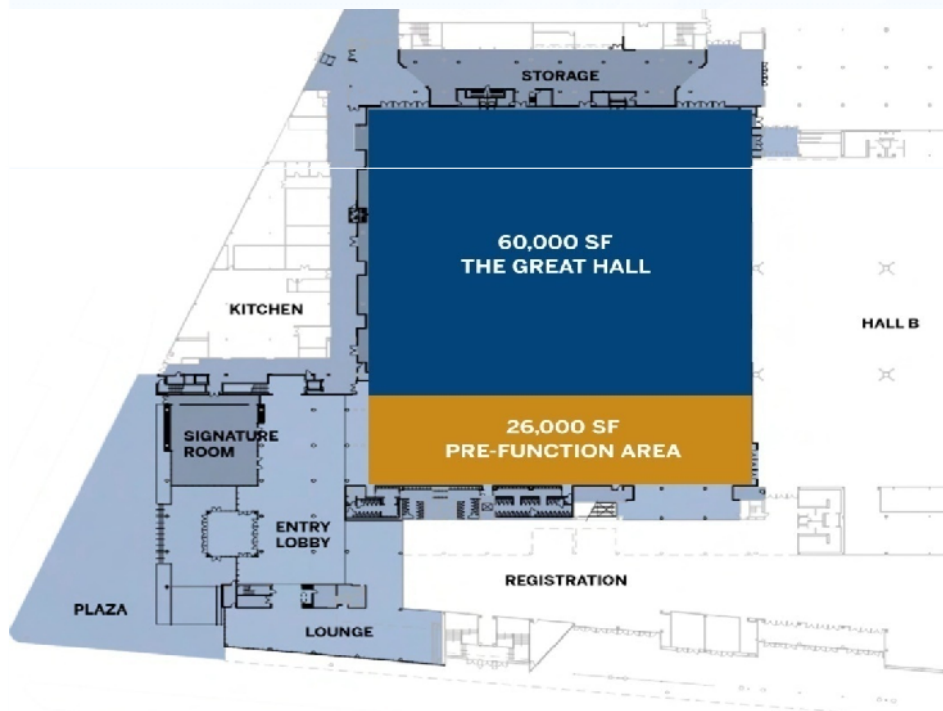 STORAGE
60,000 SF
THE GREAT HALL
KITCHEN
HALL B
26,000 SF
PRE-FUNCTION AREA
SIGNATURE
ROOM
ENTRY
LOBBY
REGISTRATION
PLAZA
LOUNGE